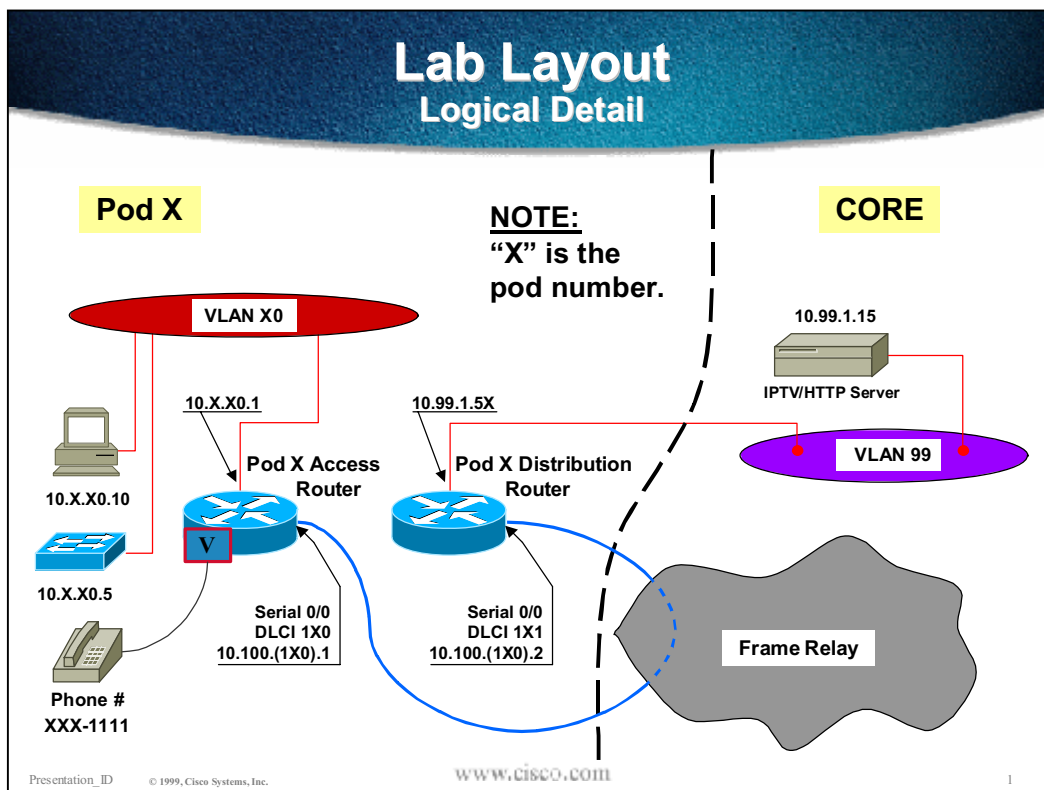 Lab Layout
Logical Detail
Pod X
NOTE:
“X” is the
pod number.
CORE
VLAN X0
10.99.1.15
IPTV/HTTP Server
10.X.X0.1
10.99.1.5X
VLAN 99
Pod X Access
Router
Pod X Distribution
Router
10.X.X0.10
V
10.X.X0.5
Serial 0/0
DLCI 1X0
10.100.(1X0).1
Serial 0/0
DLCI 1X1
10.100.(1X0).2
Frame Relay
Phone #
XXX-1111
Presentation_ID
© 1999, Cisco Systems, Inc.
www.cisco.com
1